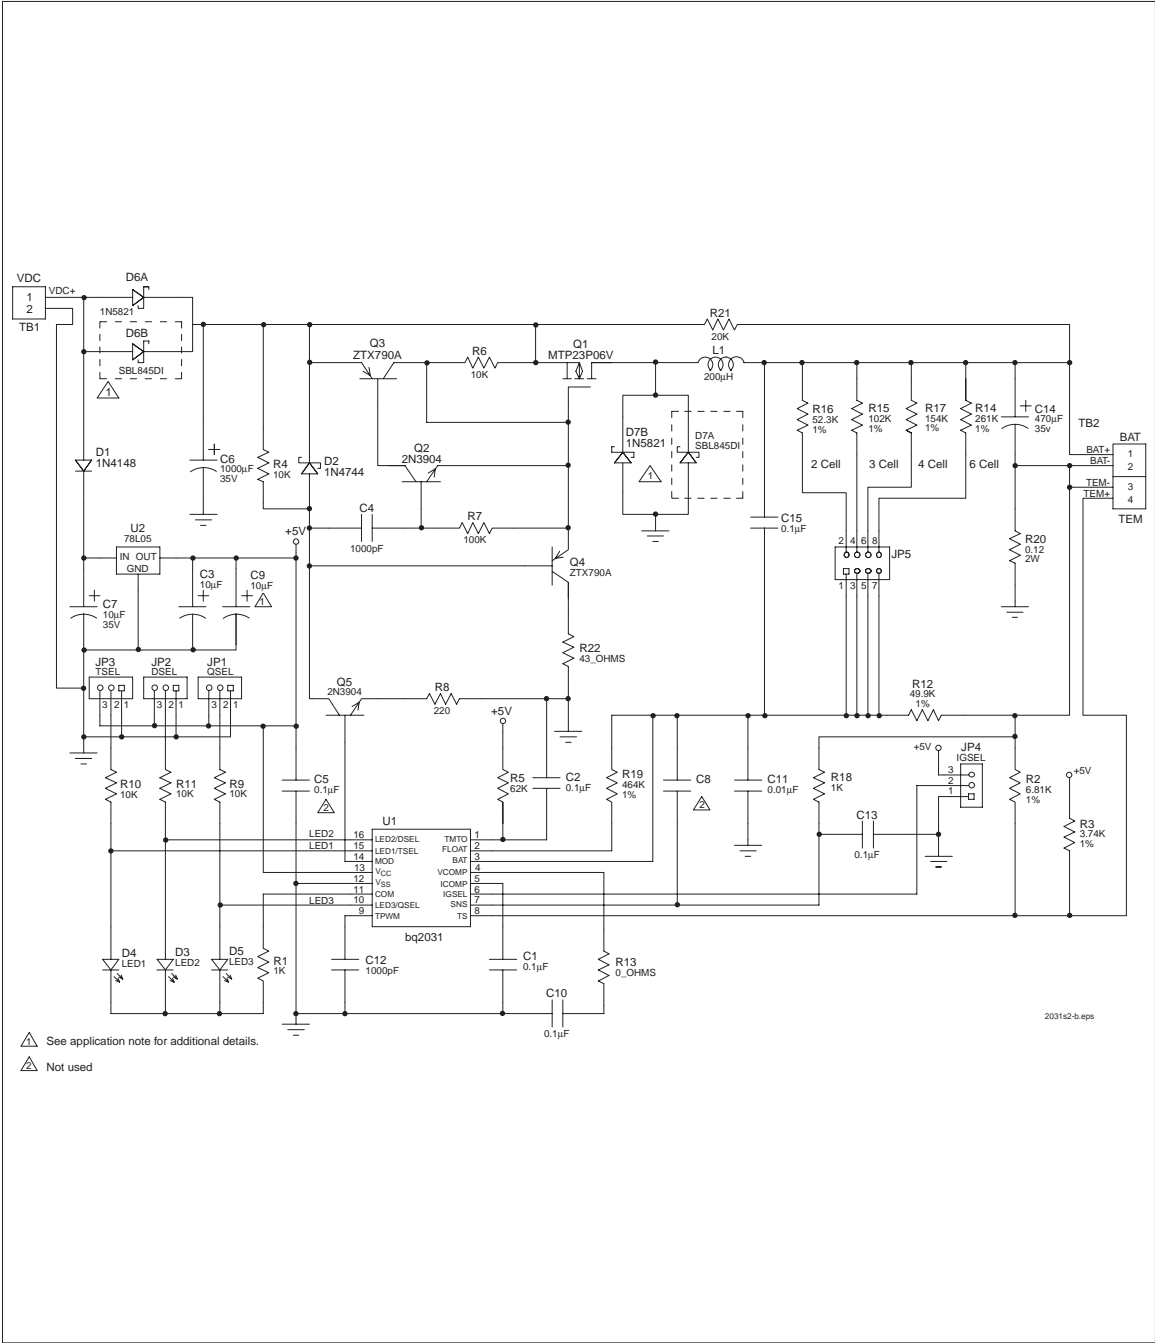 VDC
1
2
TB1
VDC+
D6A
1N5821
D6B
SBL845DI
1
D1
1N4148
C6
1000µF
35V
R4
10K
D2
1N4744
Q3
ZTX790A
R6
10K
Q1
MTP23P06V
R21
20K
L1
200µH
Q2
2N3904
C4
1000pF
R7
100K
D7B
1N5821
1
D7A
SBL845DI
R16
52.3K
1%
R15
102K
1%
R17
154K
1%
R14
261K
1%
C14
470µF
35v
2 Cell
3 Cell
4 Cell
6 Cell
TB2
BAT
BAT+
1
BAT-
2
TEM-
3
TEM+
4
TEM
U2
78L05
IN OUT
GND
+5V
C7
10µF
35V
C3
10µF
C9
10µF
1
Q4
ZTX790A
C15
0.1µF
2 4 6 8
JP5
1 3 5 7
R20
0.12
2W
R22
43_OHMS
JP3
TSEL
3 2 1
JP2
DSEL
3 2 1
JP1
QSEL
3 2 1
Q5
2N3904
R8
220
+5V
R12
49.9K
1%
R10
10K
R11
10K
R9
10K
C5
0.1µF
2
R5
62K
C2
0.1µF
R19
464K
1%
C8
2
C11
0.01µF
R18
1K
C13
0.1µF
+5V
JP4
IGSEL
3
2
1
R2
6.81K
1%
+5V
R3
3.74K
1%
U1
LED2
16 LED2/DSEL
TMTO 1
LED1
15 LED1/TSEL
FLOAT 2
14 MOD
BAT 3
13 VCC
VCOMP 4
12 VSS
ICOMP 5
11 COM
IGSEL 6
LED3
10 LED3/QSEL
SNS 7
9 TPWM
TS 8
bq2031
D4
LED1
D3
LED2
D5
LED3
R1
1K
C12
1000pF
C1
0.1µF
R13
0_OHMS
C10
0.1µF
2031s2-b.eps
1 See application note for additional details.
2 Not used